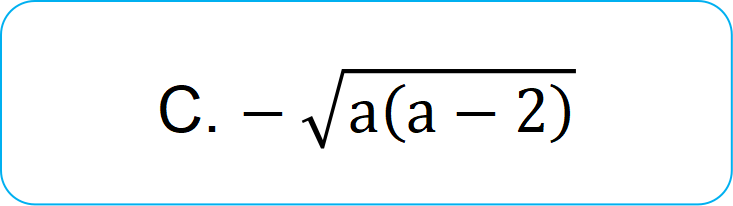 C. − √a(a − 2)